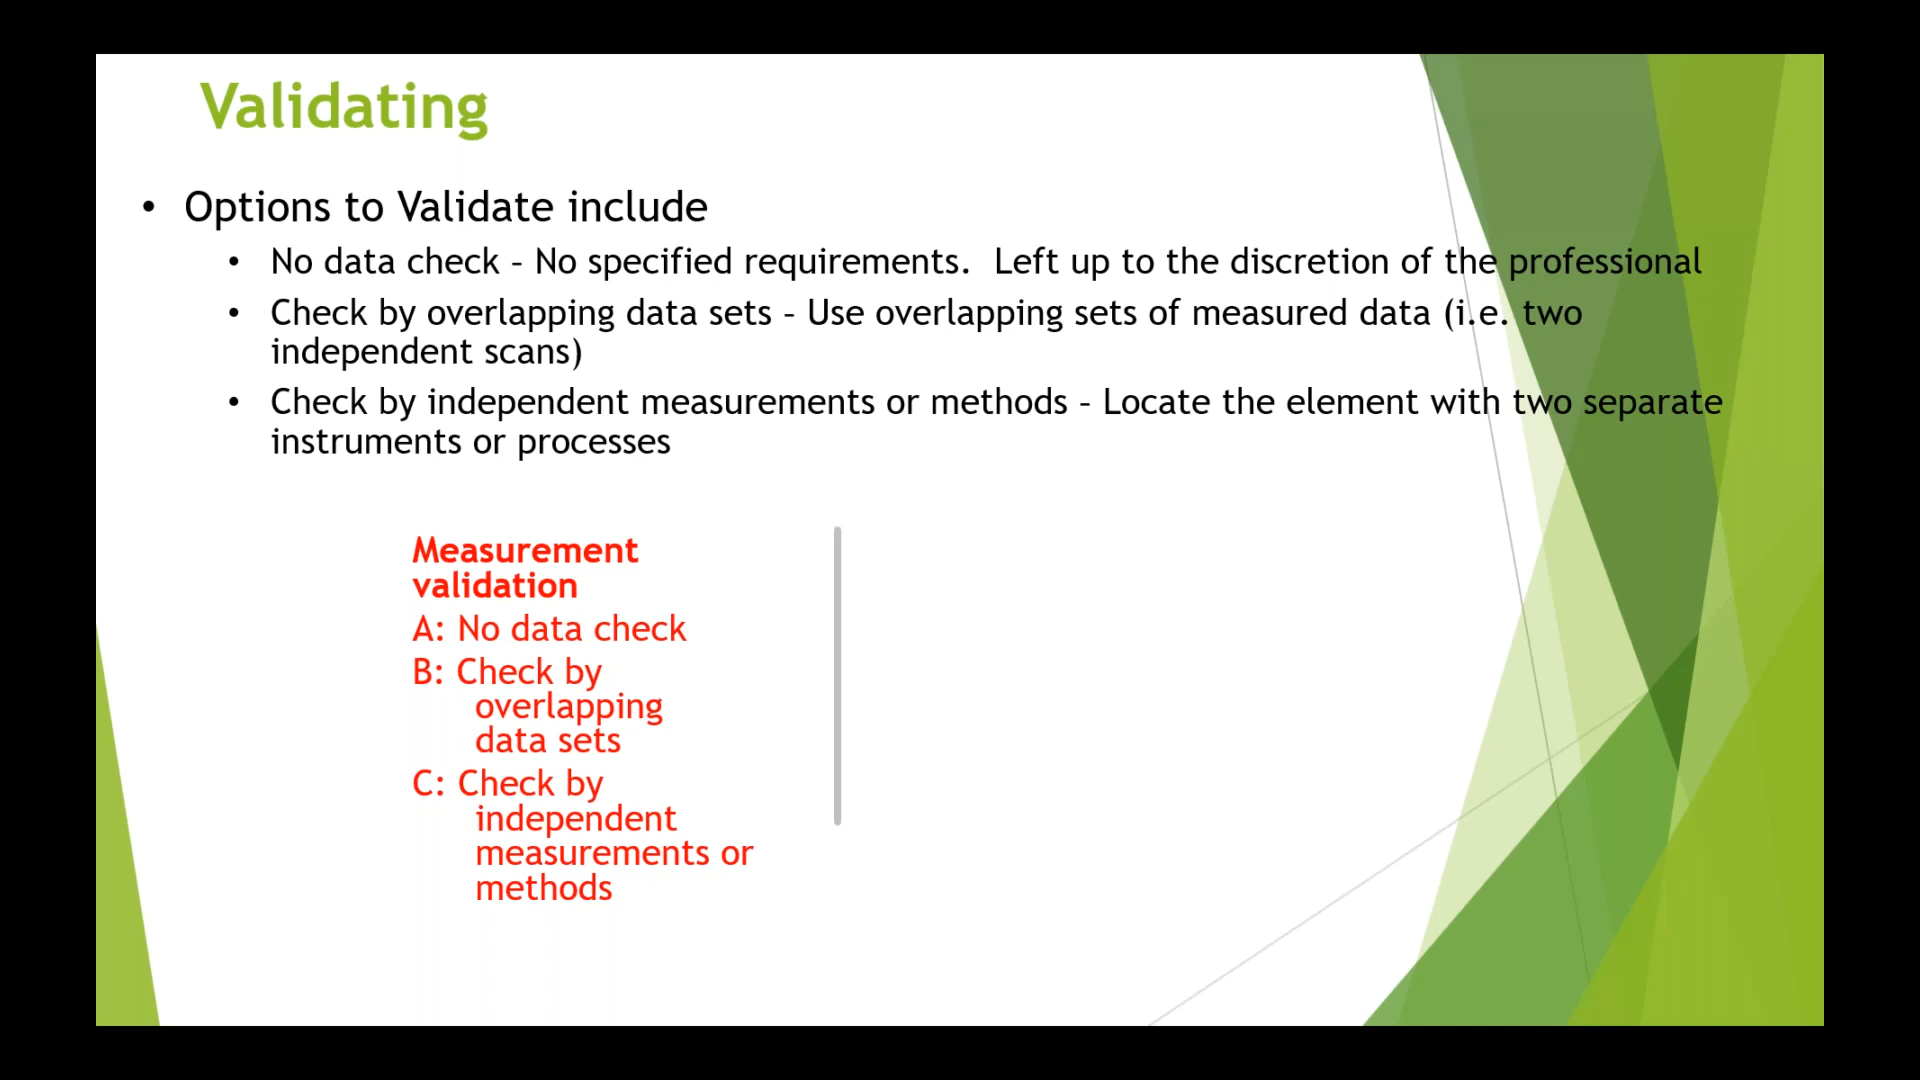 Validating
• Options to Validate include
• No data check – No specified requirements.  Left up to the discretion of the professional
• Check by overlapping data sets – Use overlapping sets of measured data (i.e. two
independent scans)
• Check by independent measurements or methods – Locate the element with two separate
instruments or processes
Measurement
validation
A: No data check
B: Check by
overlapping
data sets
C: Check by
independent
measurements or
methods